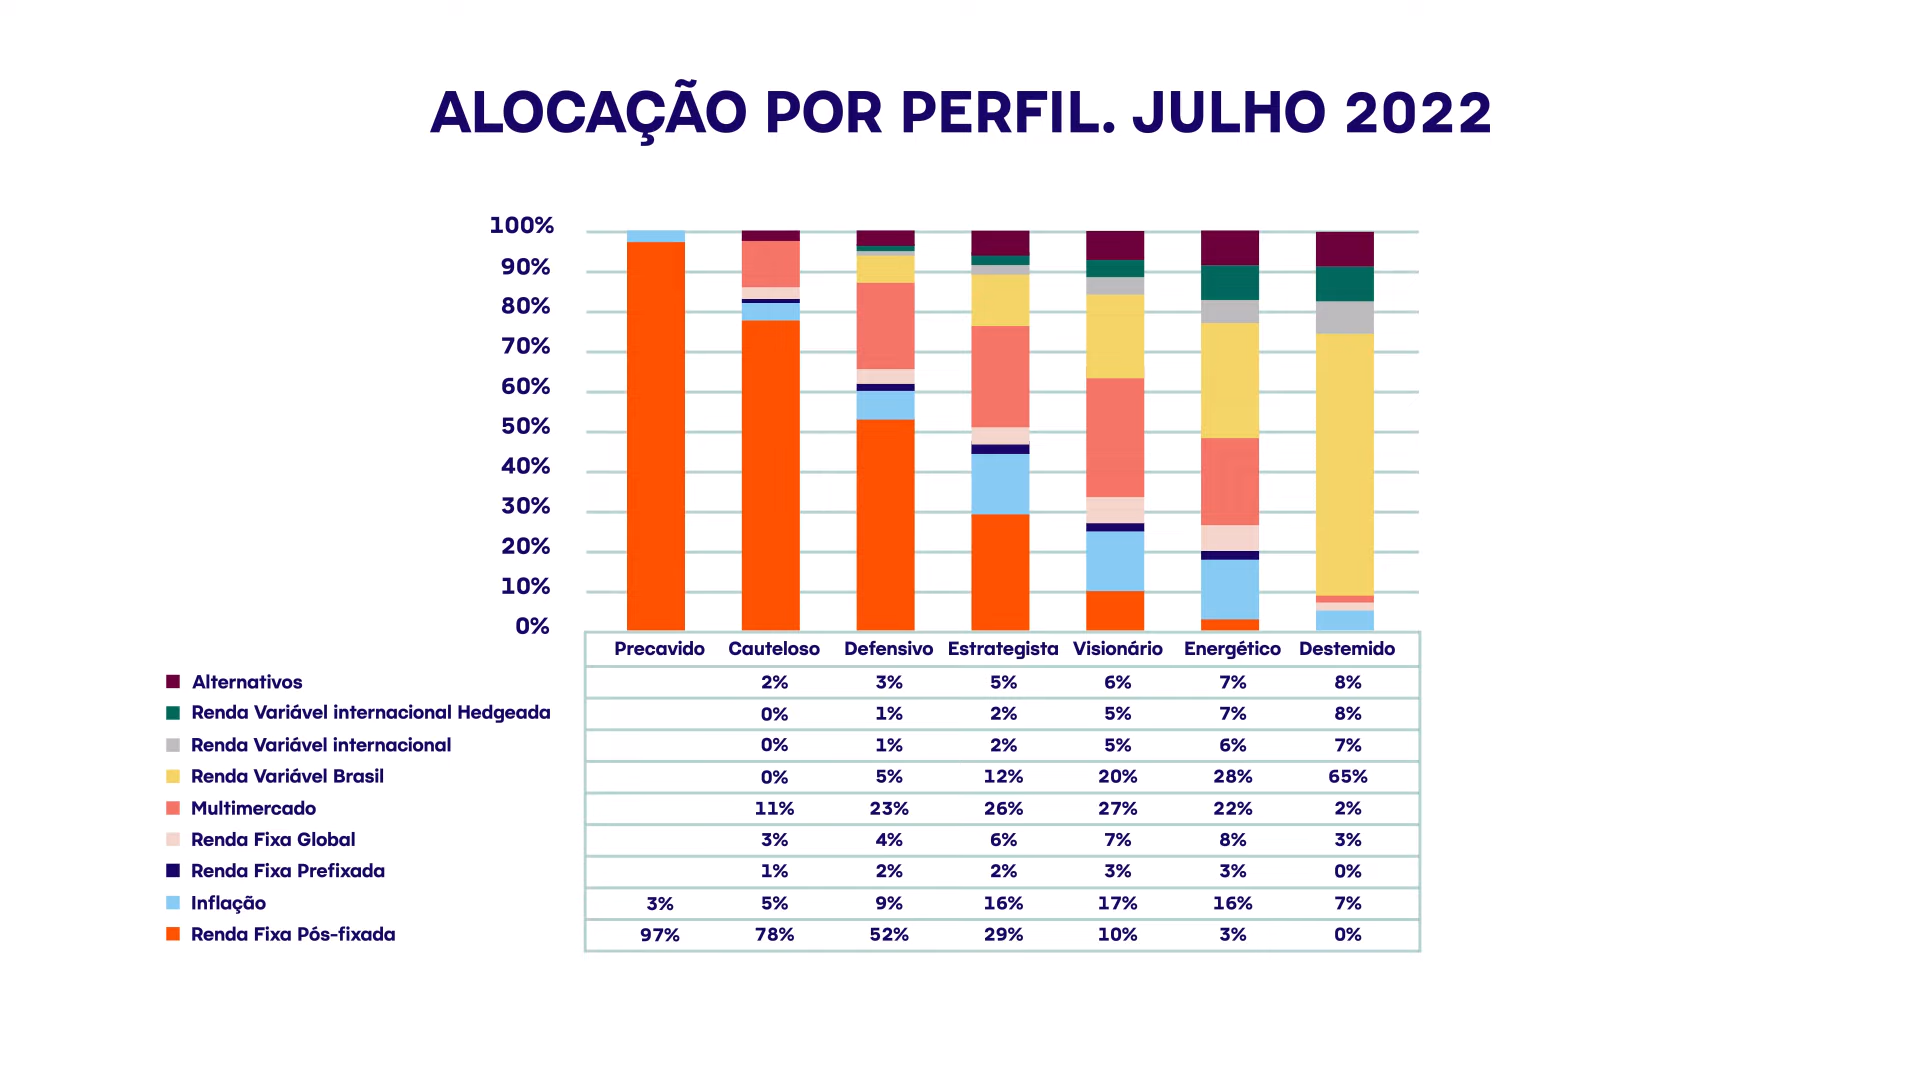 ALOCAÇÃO POR PERFIL. JULHO 2022
100%
90%
80%
70%
60%
50%
40%
30%
20%
10%
0%
Precavido Cauteloso Defensivo Estrategista Visionário Energético Destemido
Alternativos 2% 3% 5% 6% 7% 8%
Renda Variável internacional Hedgeada 0% 1% 2% 5% 7% 8%
Renda Variável internacional 0% 1% 2% 5% 6% 7%
Renda Variável Brasil 0% 5% 12% 20% 28% 65%
Multimercado 11% 23% 26% 27% 22% 2%
Renda Fixa Global 3% 4% 6% 7% 8% 3%
Renda Fixa Prefixada 1% 2% 2% 3% 3% 0%
Inflação 3% 5% 9% 16% 17% 16% 7%
Renda Fixa Pós-fixada 97% 78% 52% 29% 10% 3% 0%